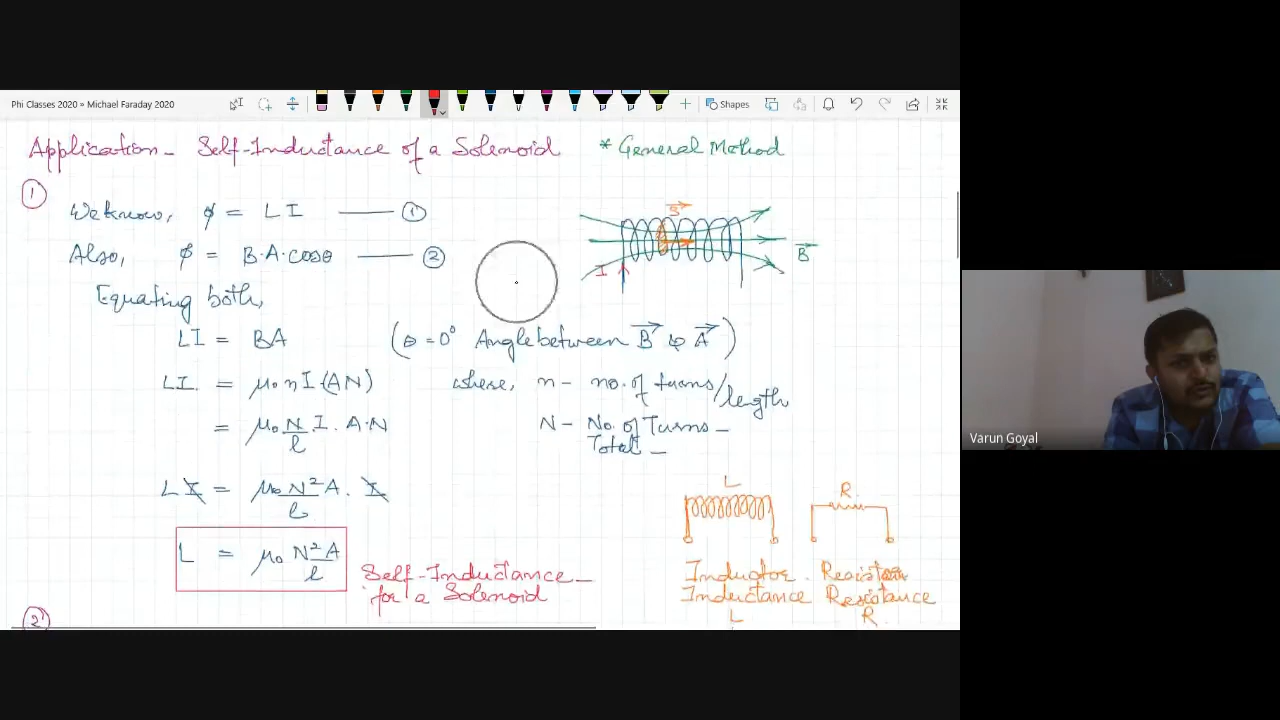 Phi Classes 2020 » Michael Faraday 2020
Shapes
Application - Self-Inductance of a Solenoid * General Method
①
We know, φ = LI —— ①
Also, φ = B·A·cosθ —— ②
Equating both,
LI = BA (θ = 0° Angle between B & A)
LI = μ₀nI(AN) where, n - no. of turns/length
= μ₀ N/l · I · A·N N - No. of Turns - Total -
LI = μ₀ N²/l A · I
L = μ₀ N²A/l
Self-Inductance -
for a Solenoid
②
B
I
B
L R
Inductor. Resistor
Inductance Resistance
L R
Varun Goyal